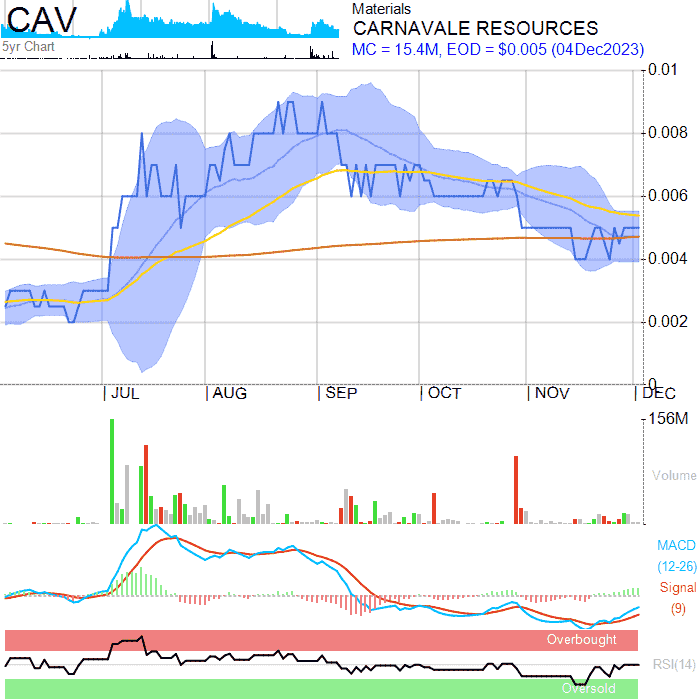 CAV
5yr Chart
Materials
CARNAVALE RESOURCES
MC = 15.4M, EOD = $0.005 (04Dec2023)
0.01
0.008
0.006
0.004
0.002
0
JUL AUG SEP OCT NOV DEC
156M
Volume
MACD
(12-26)
Signal
(9)
Overbought
RSI(14)
Oversold